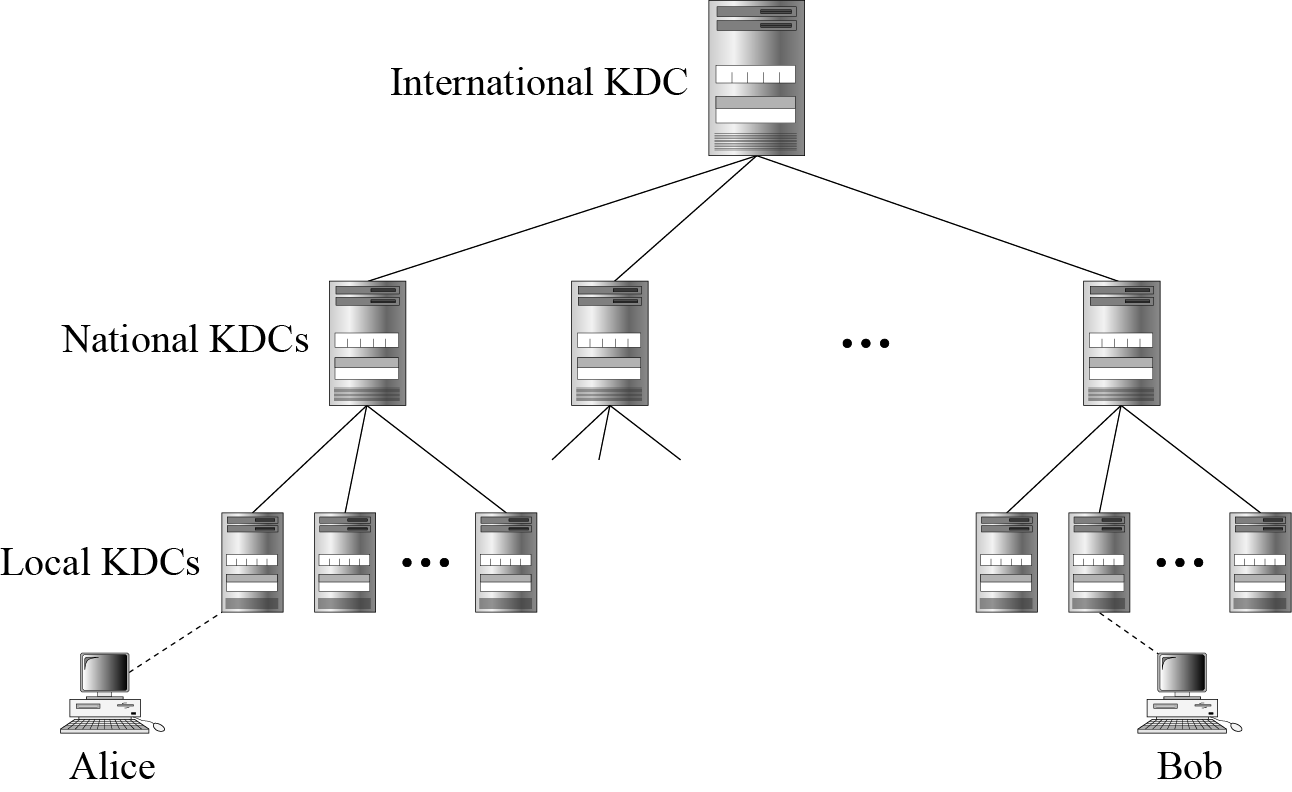 International KDC
National KDCs
Local KDCs
Alice
Bob